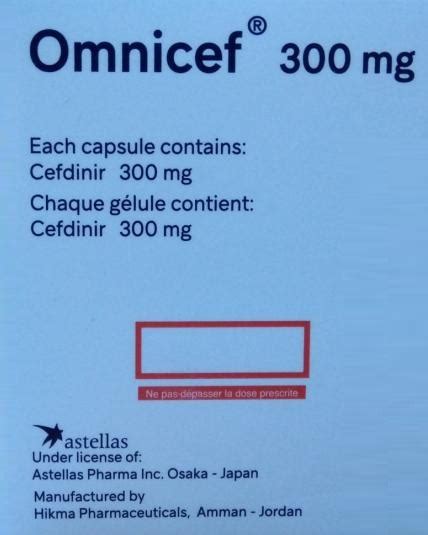 Omnicef® 300 mg
Each capsule contains:
Cefdinir 300 mg
Chaque gélule contient:
Cefdinir 300 mg
Ne pas dépasser la dose prescrite
astellas
Under license of:
Astellas Pharma Inc. Osaka - Japan
Manufactured by
Hikma Pharmaceuticals, Amman - Jordan